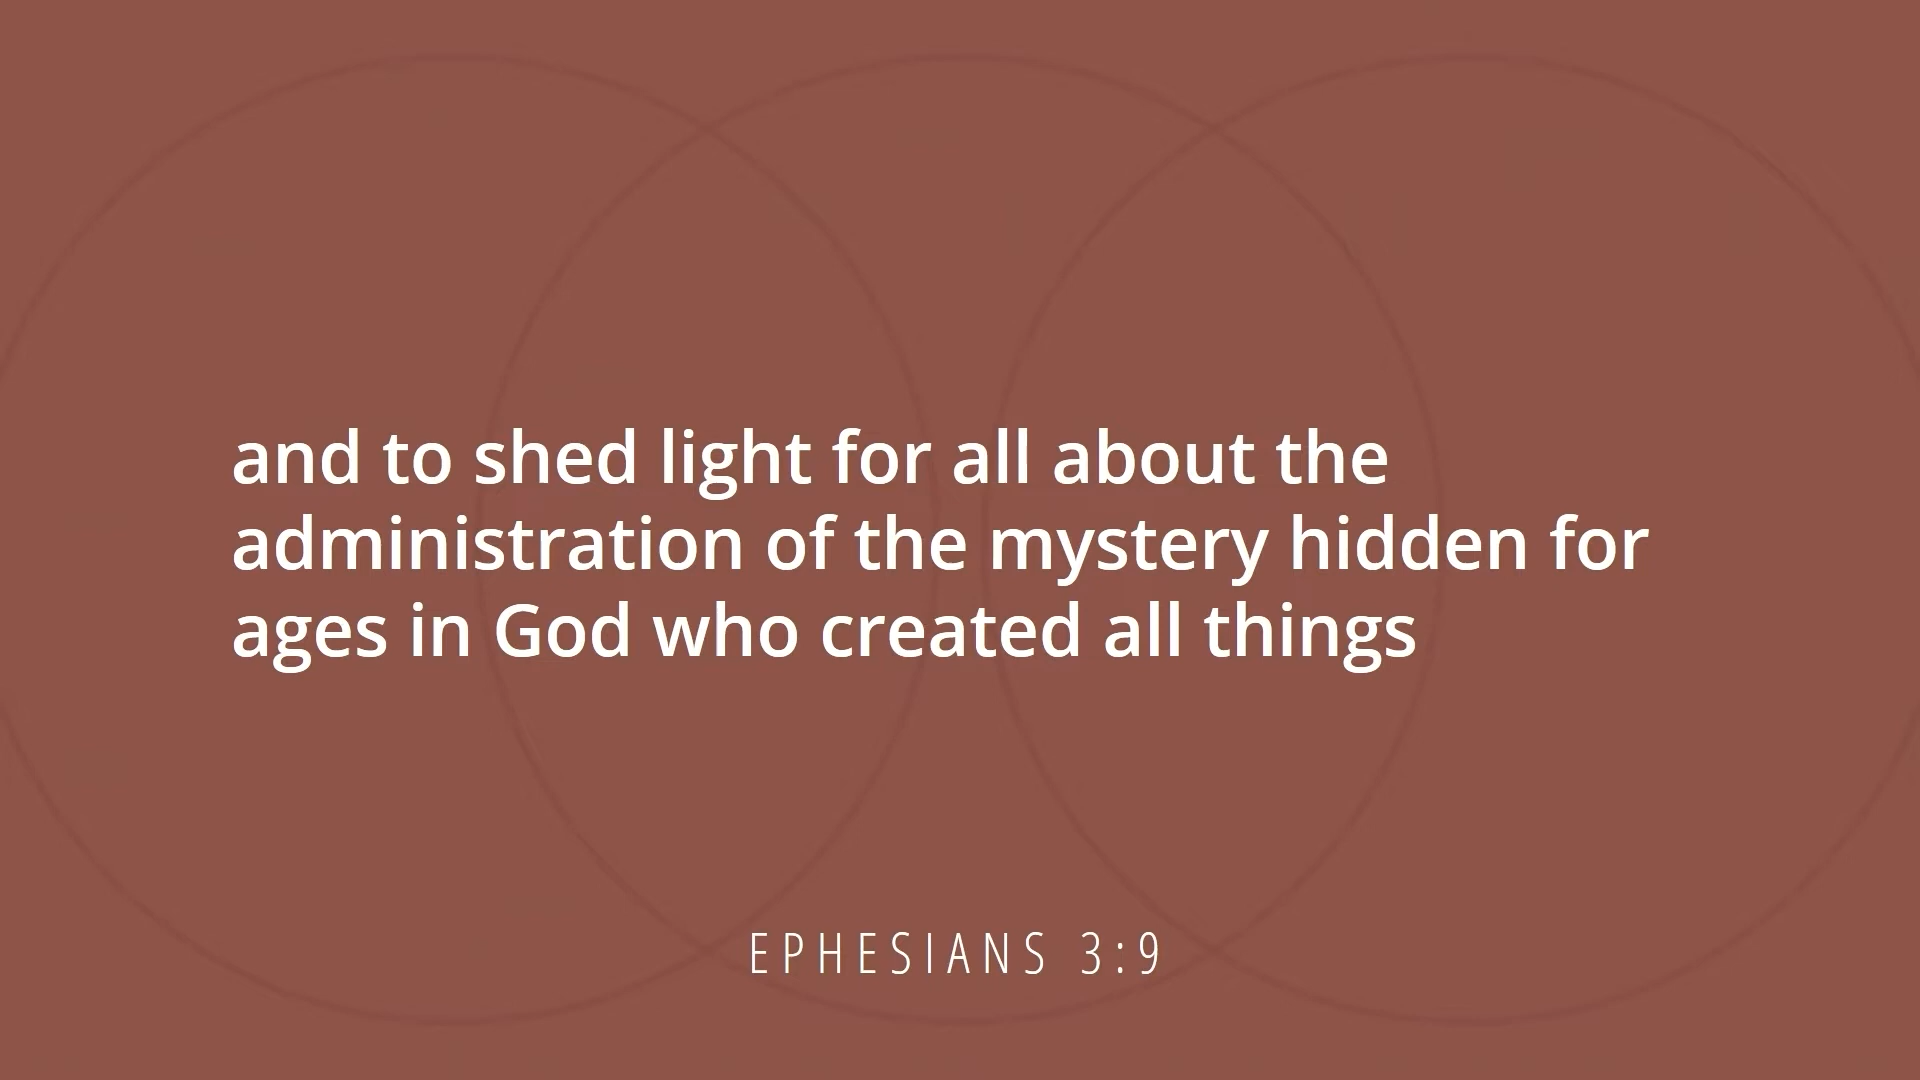 and to shed light for all about the
administration of the mystery hidden for
ages in God who created all things
EPHESIANS 3:9